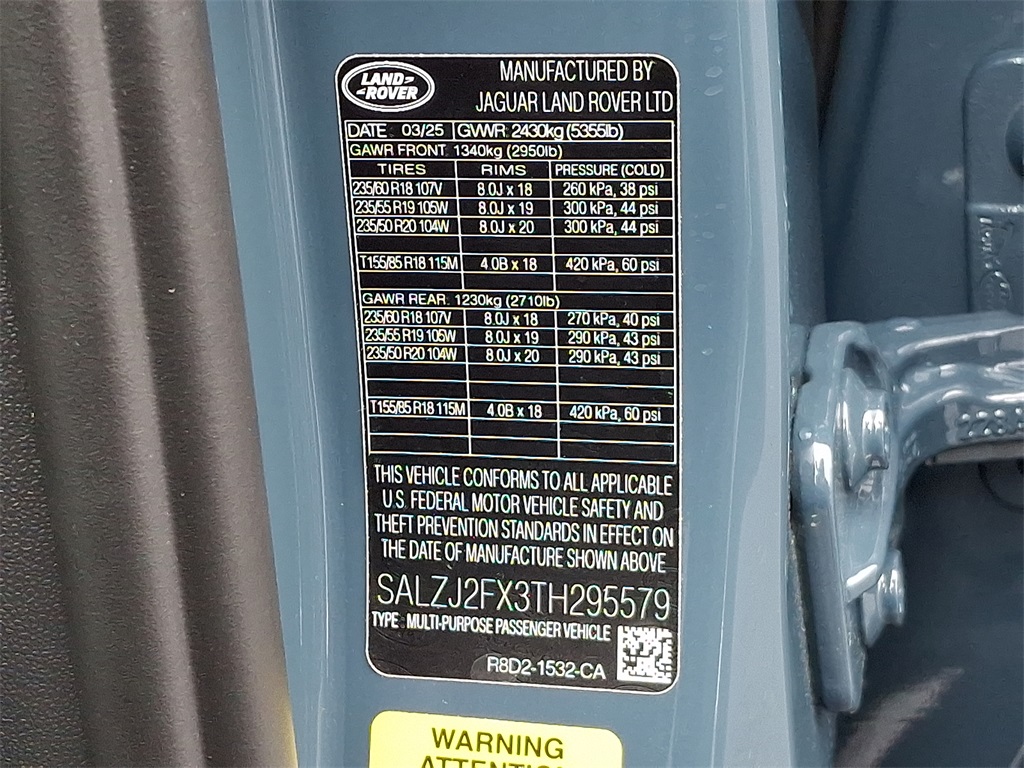 LAND-
-ROVER
MANUFACTURED BY
JAGUAR LAND ROVER LTD
DATE: 03/25 GVWR: 2430kg (5355lb)
GAWR FRONT: 1340kg (2950lb)
TIRES RIMS PRESSURE (COLD)
235/60 R18 107V 8.0J x 18 260 kPa, 38 psi
235/55 R19 105W 8.0J x 19 300 kPa, 44 psi
235/50 R20 104W 8.0J x 20 300 kPa, 44 psi
T155/85 R18 115M 4.0B x 18 420 kPa, 60 psi
GAWR REAR: 1230kg (2710lb)
235/60 R18 107V 8.0J x 18 270 kPa, 40 psi
235/55 R19 105W 8.0J x 19 290 kPa, 43 psi
235/50 R20 104W 8.0J x 20 290 kPa, 43 psi
T155/85 R18 115M 4.0B x 18 420 kPa, 60 psi
THIS VEHICLE CONFORMS TO ALL APPLICABLE
U.S. FEDERAL MOTOR VEHICLE SAFETY AND
THEFT PREVENTION STANDARDS IN EFFECT ON
THE DATE OF MANUFACTURE SHOWN ABOVE
SALZJ2FX3TH295579
TYPE: MULTI-PURPOSE PASSENGER VEHICLE
R8D2-1532-CA
WARNING
ATTENTION